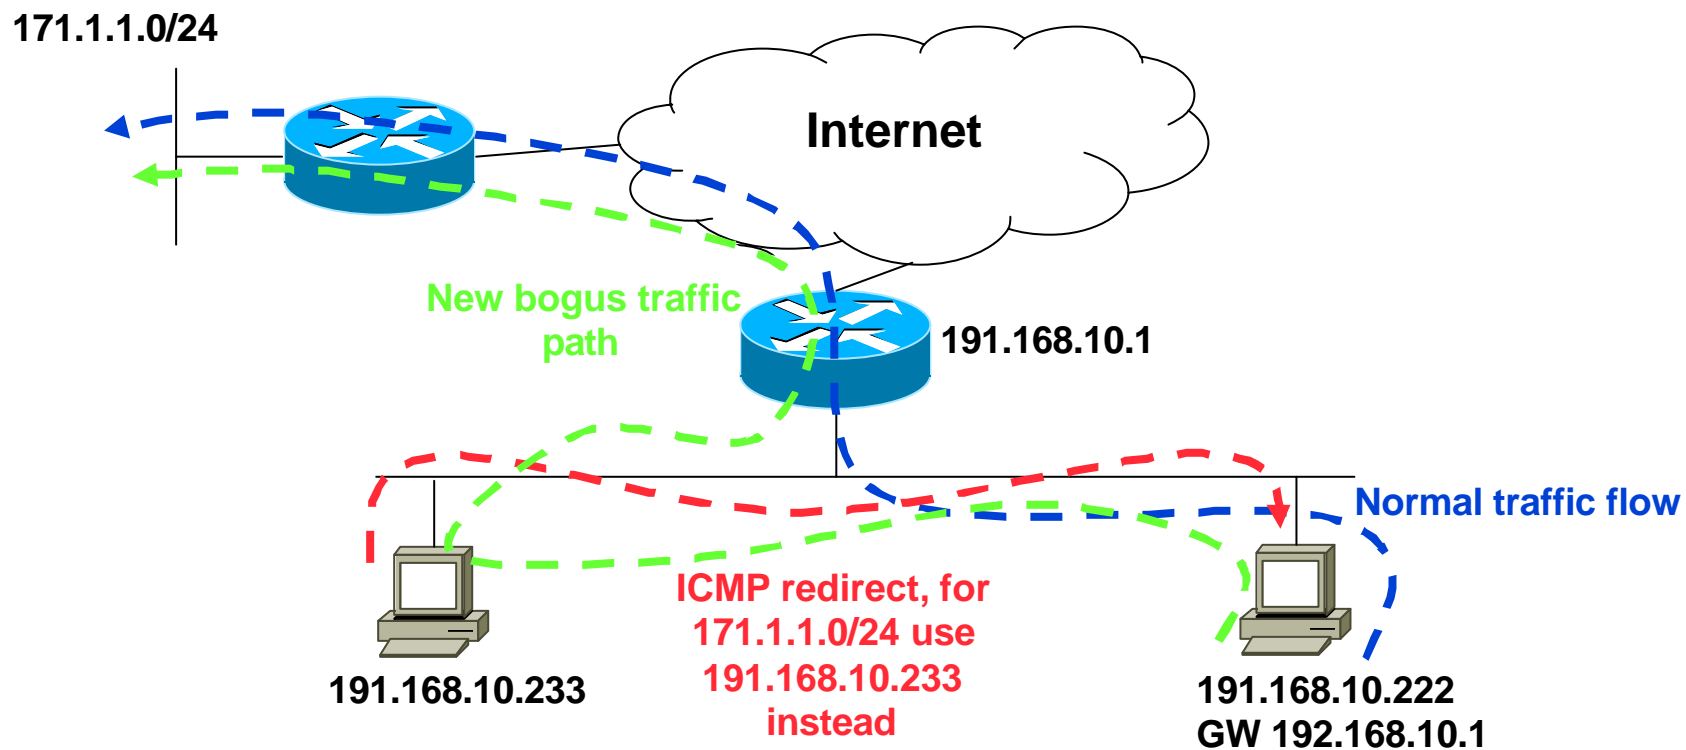 171.1.1.0/24
Internet
New bogus traffic
path
191.168.10.1
Normal traffic flow
ICMP redirect, for
171.1.1.0/24 use
191.168.10.233
instead
191.168.10.233
191.168.10.222
GW 192.168.10.1